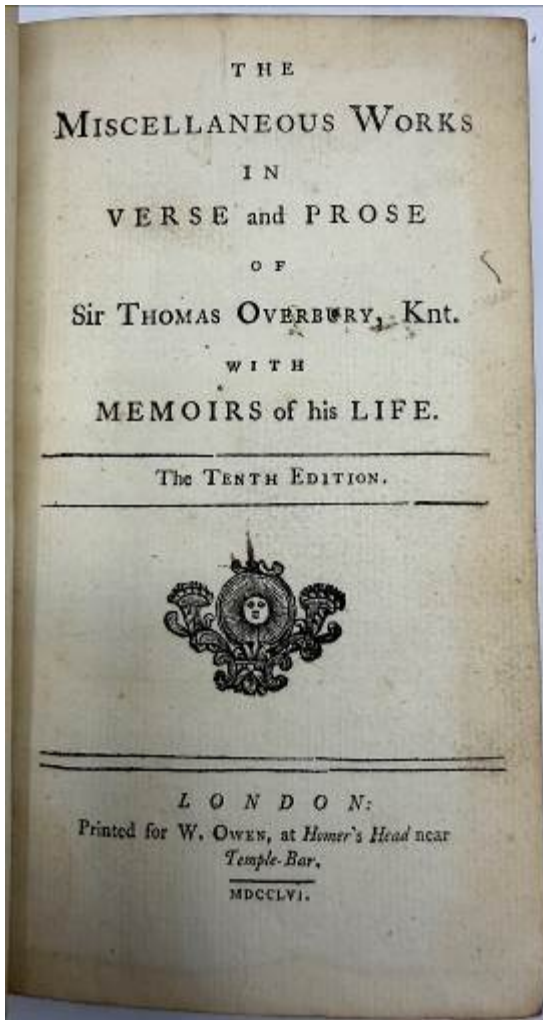 THE
MISCELLANEOUS WORKS
IN
VERSE and PROSE
OF
Sir THOMAS OVERBURY, Knt.
WITH
MEMOIRS of his LIFE.
The TENTH EDITION.
LONDON:
Printed for W. OWEN, at Homer's Head near
Temple-Bar.
MDCCLVI.